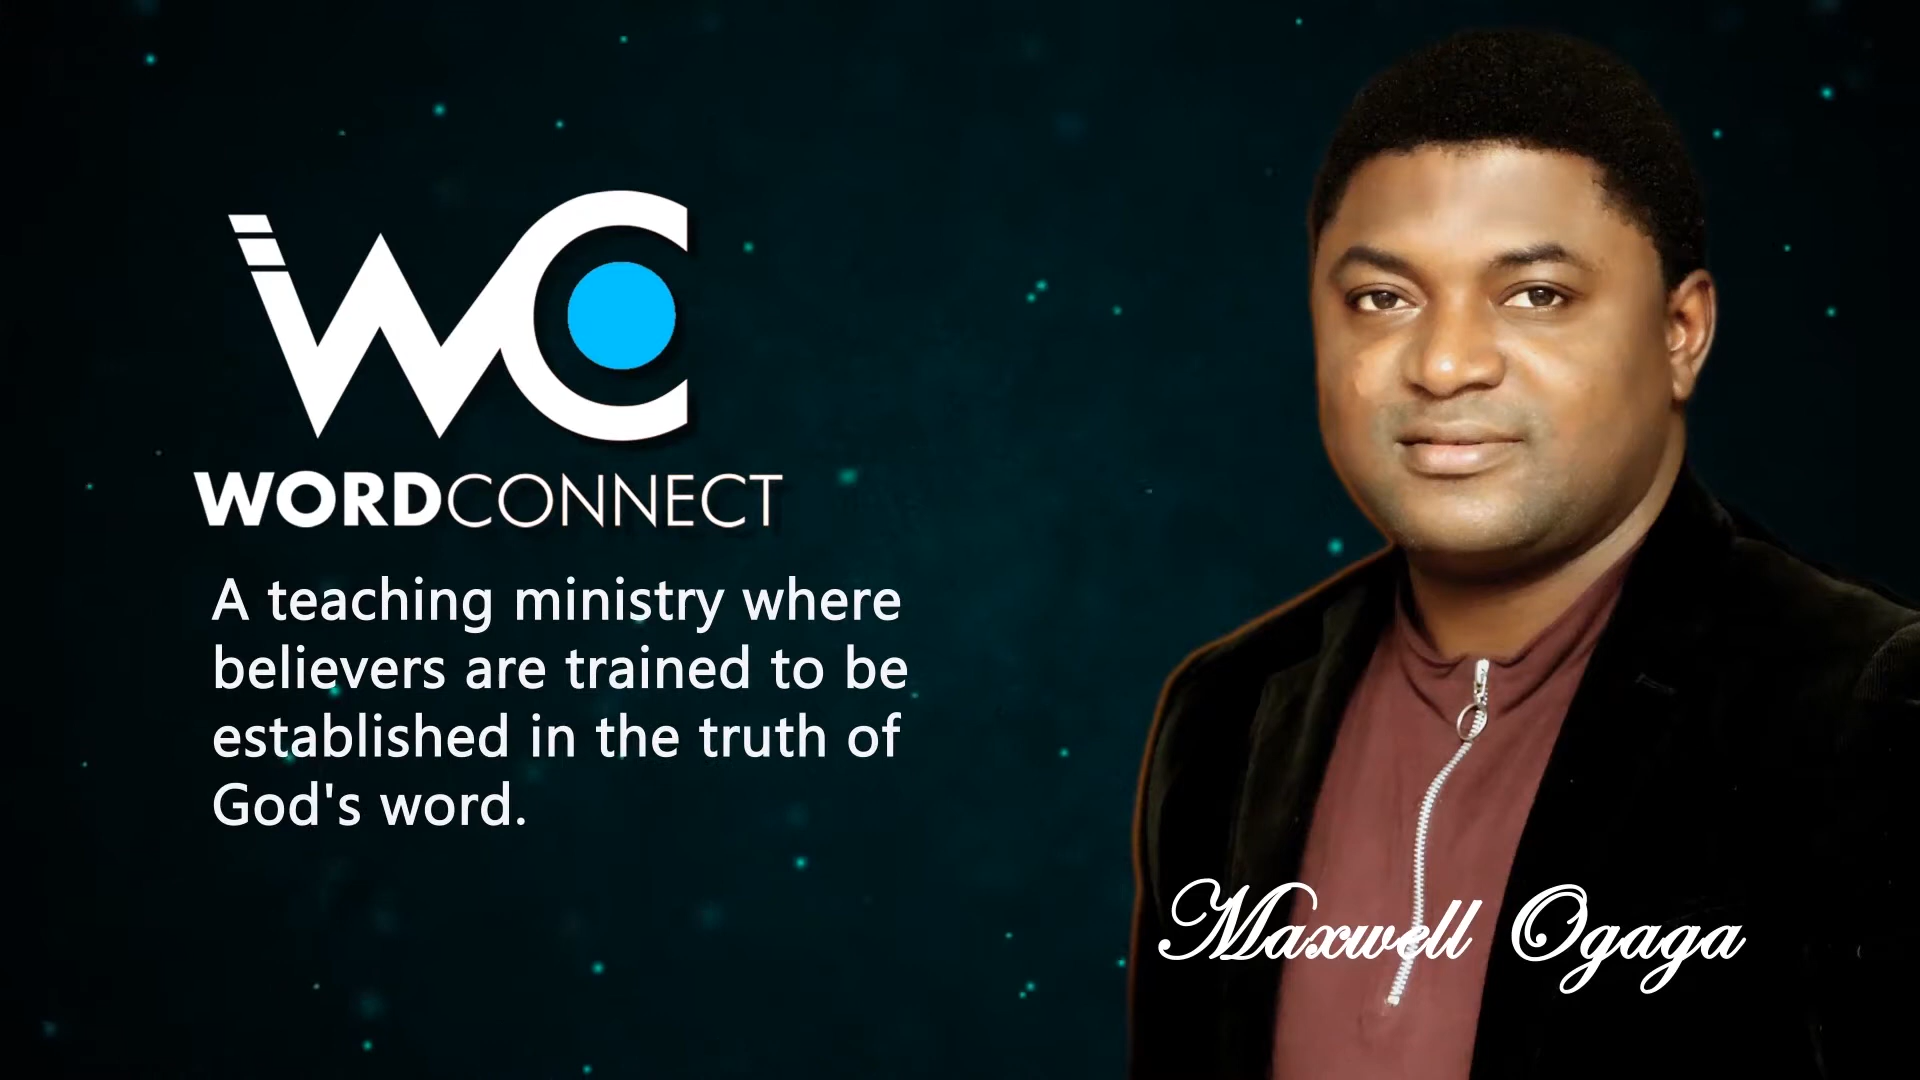 WC
WORDCONNECT
A teaching ministry where
believers are trained to be
established in the truth of
God's word.
Maxwell Ogaga